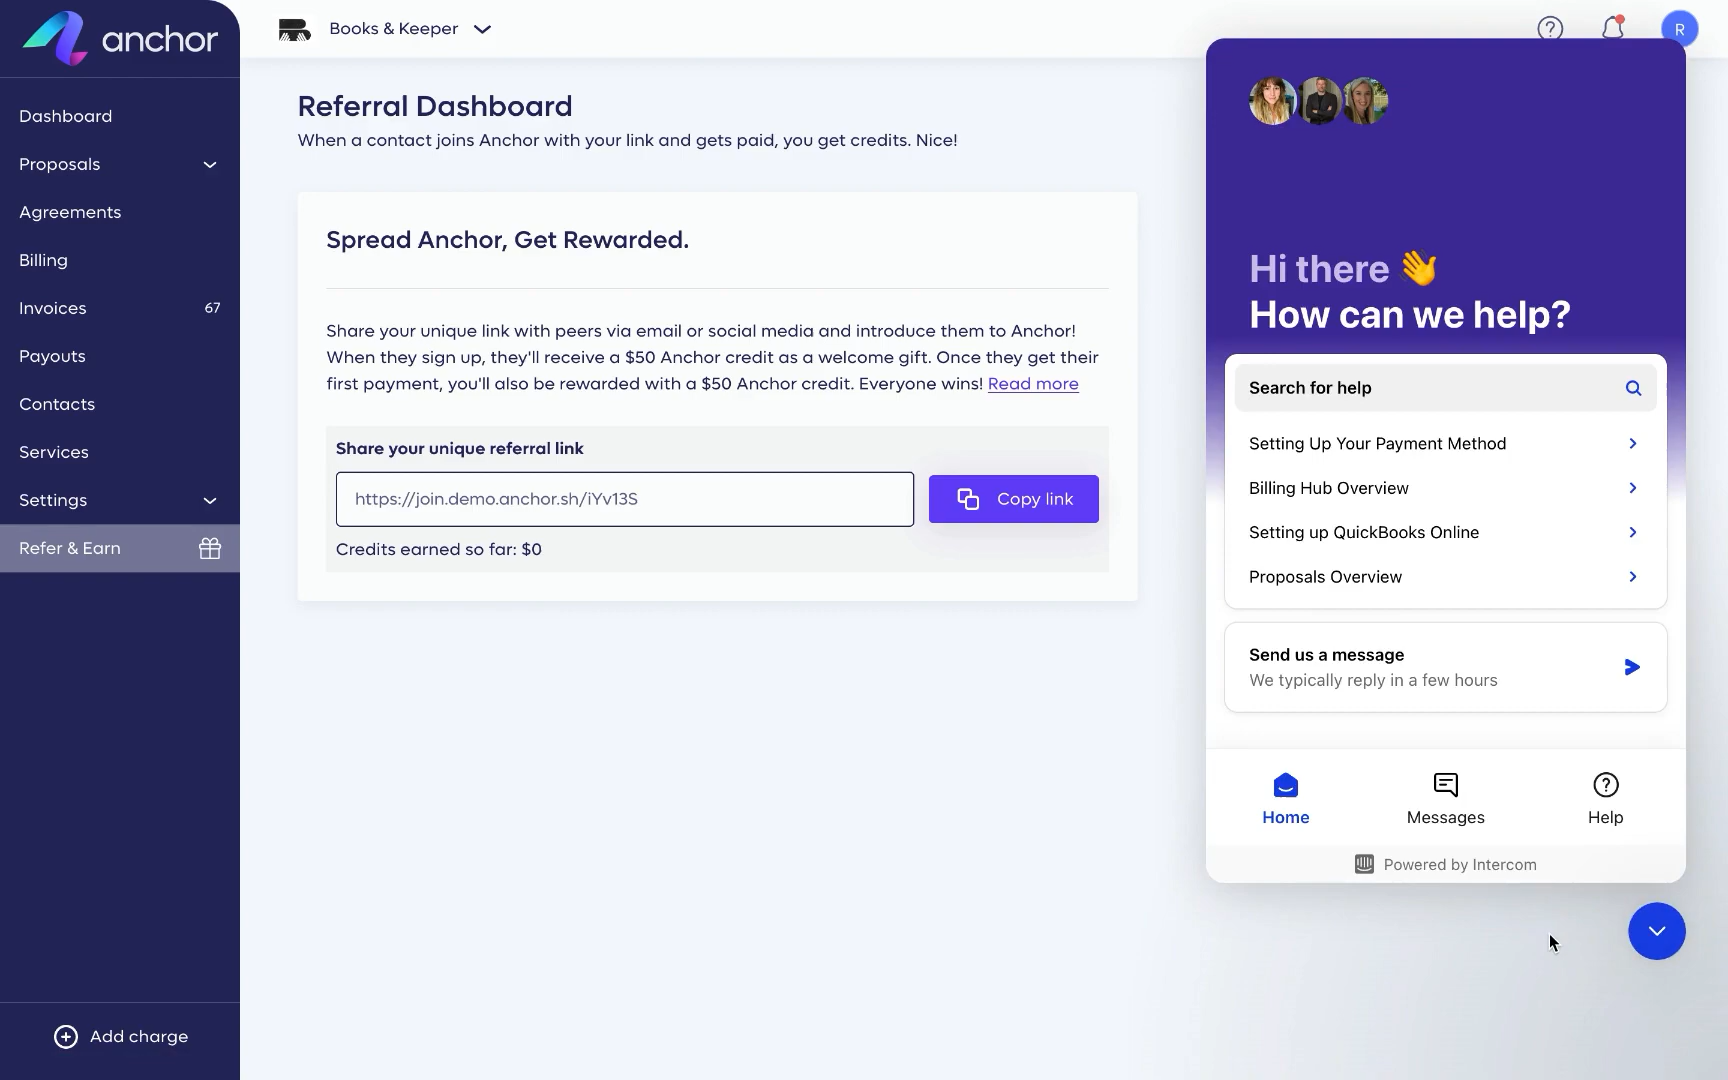 anchor
Books & Keeper
R
Dashboard
Proposals
Agreements
Billing
Invoices 67
Payouts
Contacts
Services
Settings
Refer & Earn
Add charge
Referral Dashboard
When a contact joins Anchor with your link and gets paid, you get credits. Nice!
Spread Anchor, Get Rewarded.
Share your unique link with peers via email or social media and introduce them to Anchor!
When they sign up, they'll receive a $50 Anchor credit as a welcome gift. Once they get their
first payment, you'll also be rewarded with a $50 Anchor credit. Everyone wins! Read more
Share your unique referral link
https://join.demo.anchor.sh/iYv13S
Copy link
Credits earned so far: $0
Hi there 👋
How can we help?
Search for help
Setting Up Your Payment Method
Billing Hub Overview
Setting up QuickBooks Online
Proposals Overview
Send us a message
We typically reply in a few hours
Home
Messages
Help
Powered by Intercom